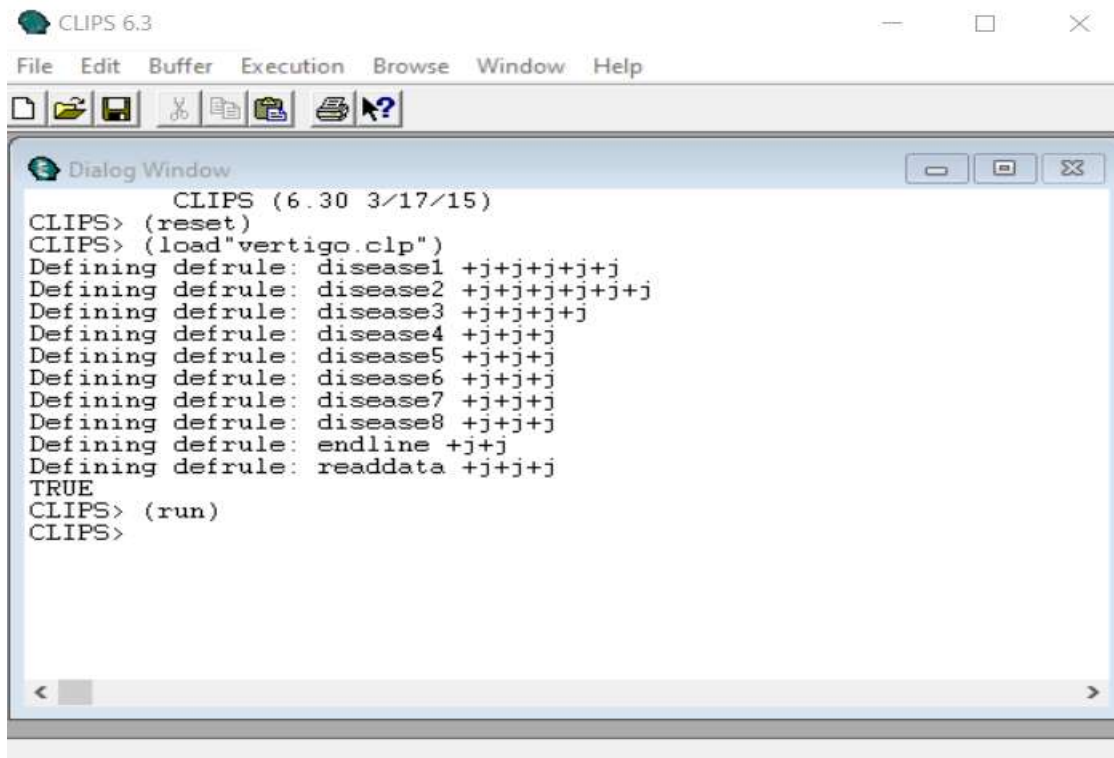 CLIPS 6.3
File Edit Buffer Execution Browse Window Help
Dialog Window
CLIPS (6.30 3/17/15)
CLIPS> (reset)
CLIPS> (load"vertigo.clp")
Defining defrule: disease1 +j+j+j+j+j
Defining defrule: disease2 +j+j+j+j+j+j
Defining defrule: disease3 +j+j+j+j
Defining defrule: disease4 +j+j+j
Defining defrule: disease5 +j+j+j
Defining defrule: disease6 +j+j+j
Defining defrule: disease7 +j+j+j
Defining defrule: disease8 +j+j+j
Defining defrule: endline +j+j
Defining defrule: readdata +j+j+j
TRUE
CLIPS> (run)
CLIPS>